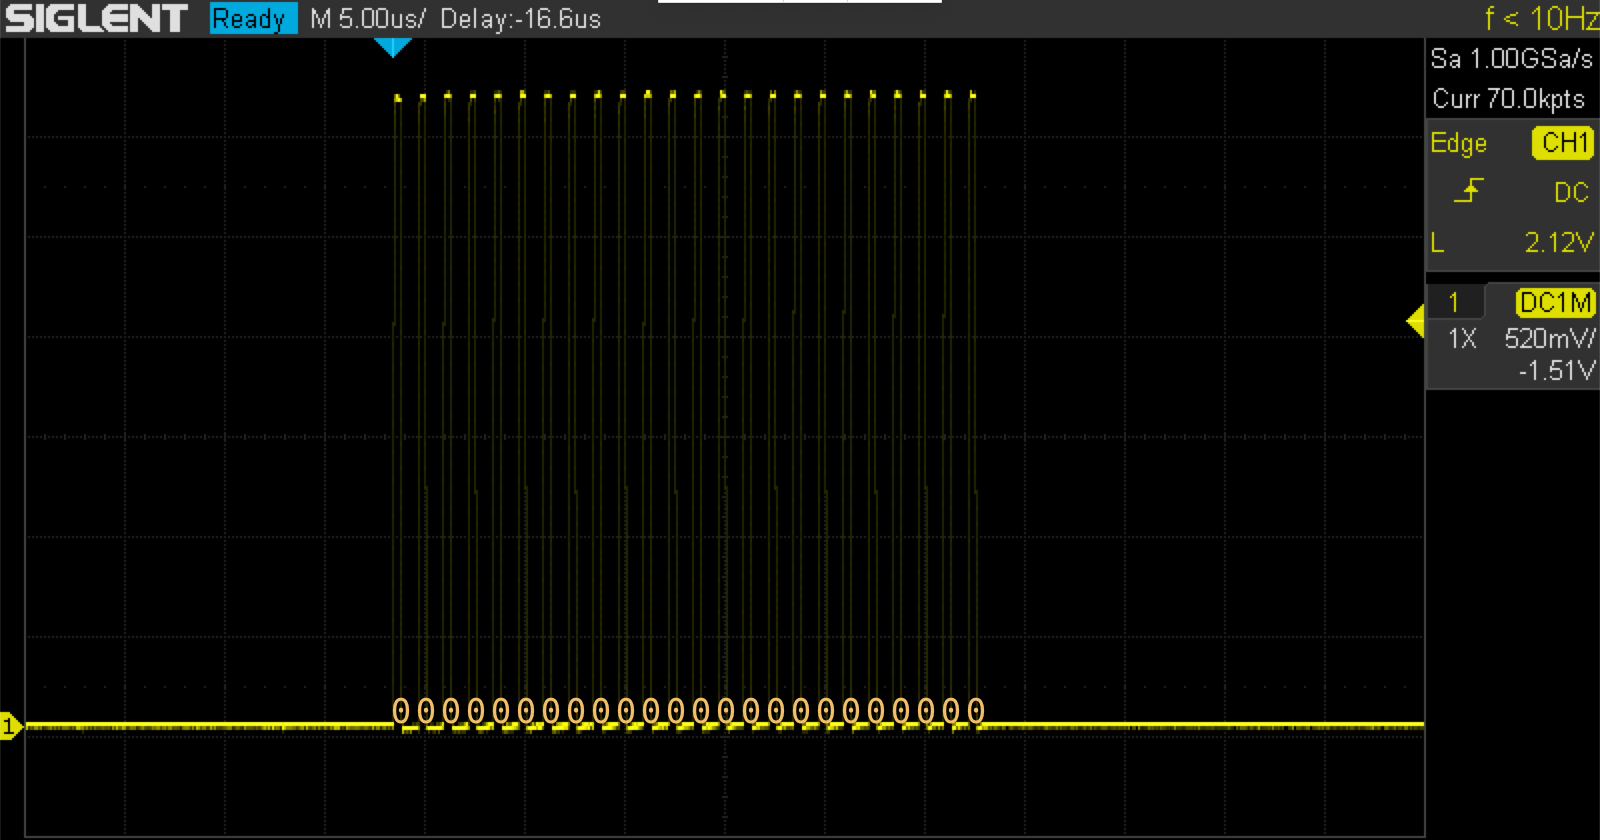 SIGLENT Ready M 5.00us/ Delay:-16.6us f < 10Hz
Sa 1.00GSa/s
Curr 70.0kpts
Edge CH1
DC
L 2.12V
1 DC1M
1X 520mV/
-1.51V
0 0 0 0 0 0 0 0 0 0 0 0 0 0 0 0 0 0 0 0 0 0 0 0
1